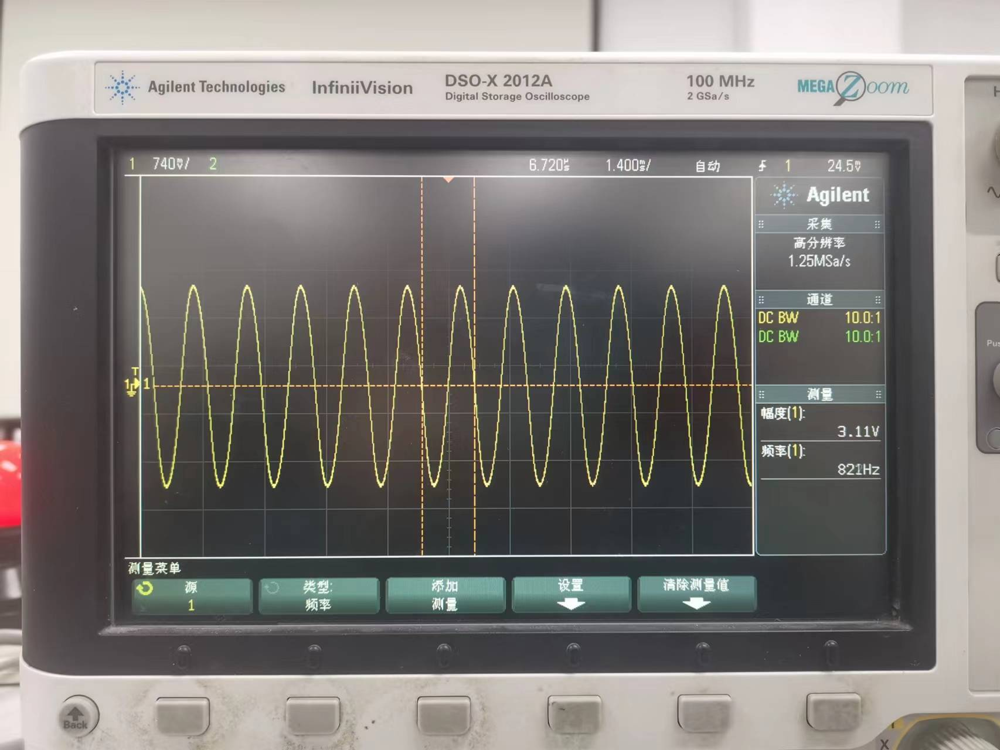 Agilent Technologies InfiniiVision DSO-X 2012A 100 MHz MEGA Zoom
Digital Storage Oscilloscope 2 GSa/s
1 740mV/ 2 6.720µs 1.400ms/ 自动 1 24.5V
Agilent
采集
高分辨率
1.25MSa/s
通道
DC BW 10.0:1
DC BW 10.0:1
T
1 1
测量
幅度(1):
3.11V
频率(1):
821Hz
测量菜单
源 类型: 添加 设置 清除测量值
1 频率 测量
Back
X